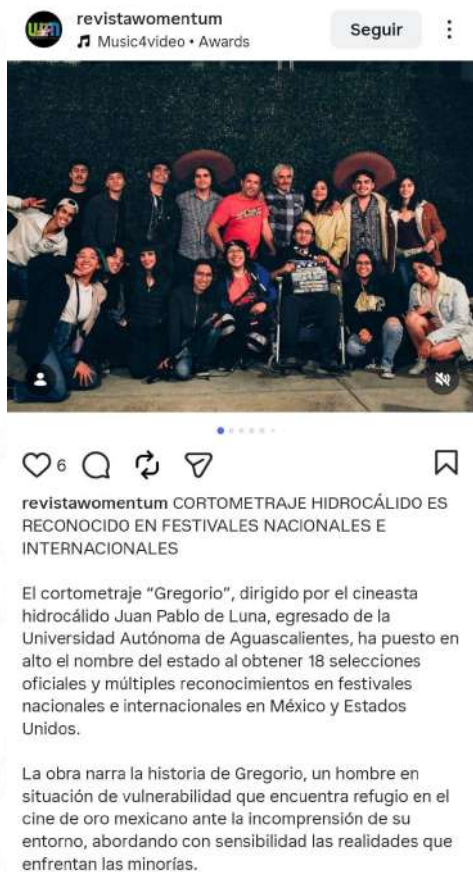 revistawomentum
Music4video • Awards
Seguir
6
revistawomentum CORTOMETRAJE HIDROCÁLIDO ES
RECONOCIDO EN FESTIVALES NACIONALES E
INTERNACIONALES
El cortometraje “Gregorio”, dirigido por el cineasta
hidrocálido Juan Pablo de Luna, egresado de la
Universidad Autónoma de Aguascalientes, ha puesto en
alto el nombre del estado al obtener 18 selecciones
oficiales y múltiples reconocimientos en festivales
nacionales e internacionales en México y Estados
Unidos.
La obra narra la historia de Gregorio, un hombre en
situación de vulnerabilidad que encuentra refugio en el
cine de oro mexicano ante la incomprensión de su
entorno, abordando con sensibilidad las realidades que
enfrentan las minorías.